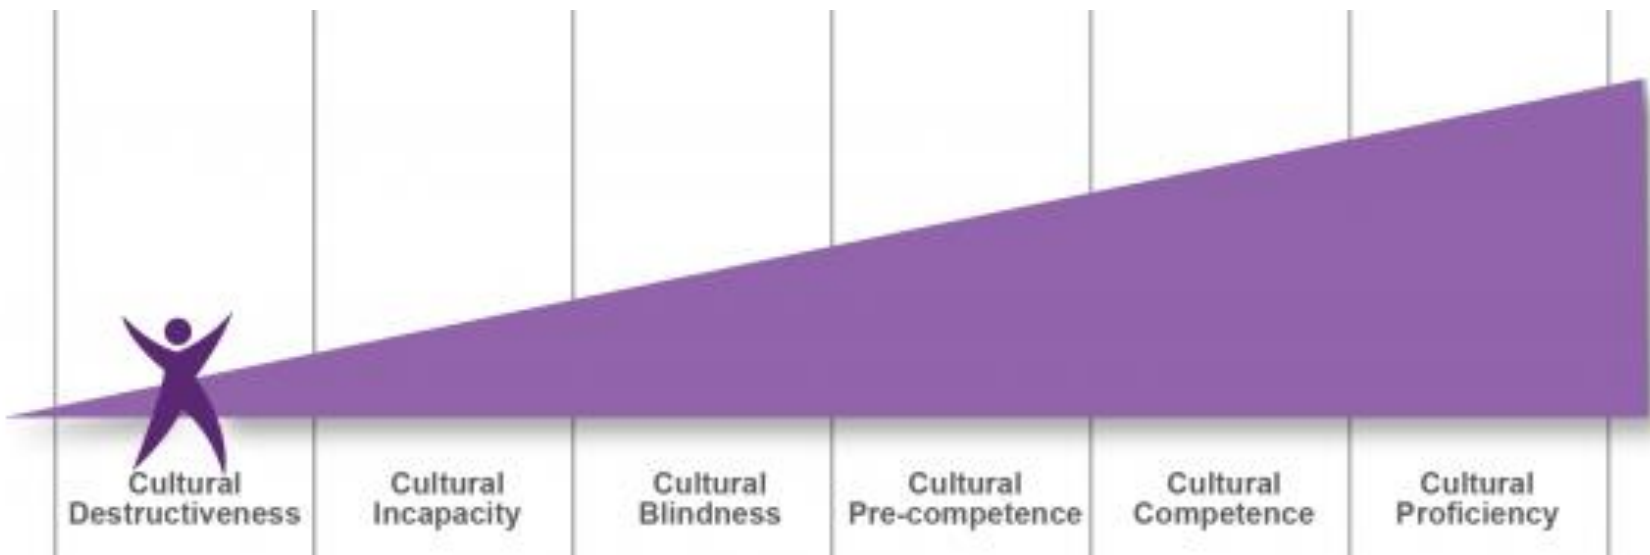 Cultural
Destructiveness
Cultural
Incapacity
Cultural
Blindness
Cultural
Pre-competence
Cultural
Competence
Cultural
Proficiency